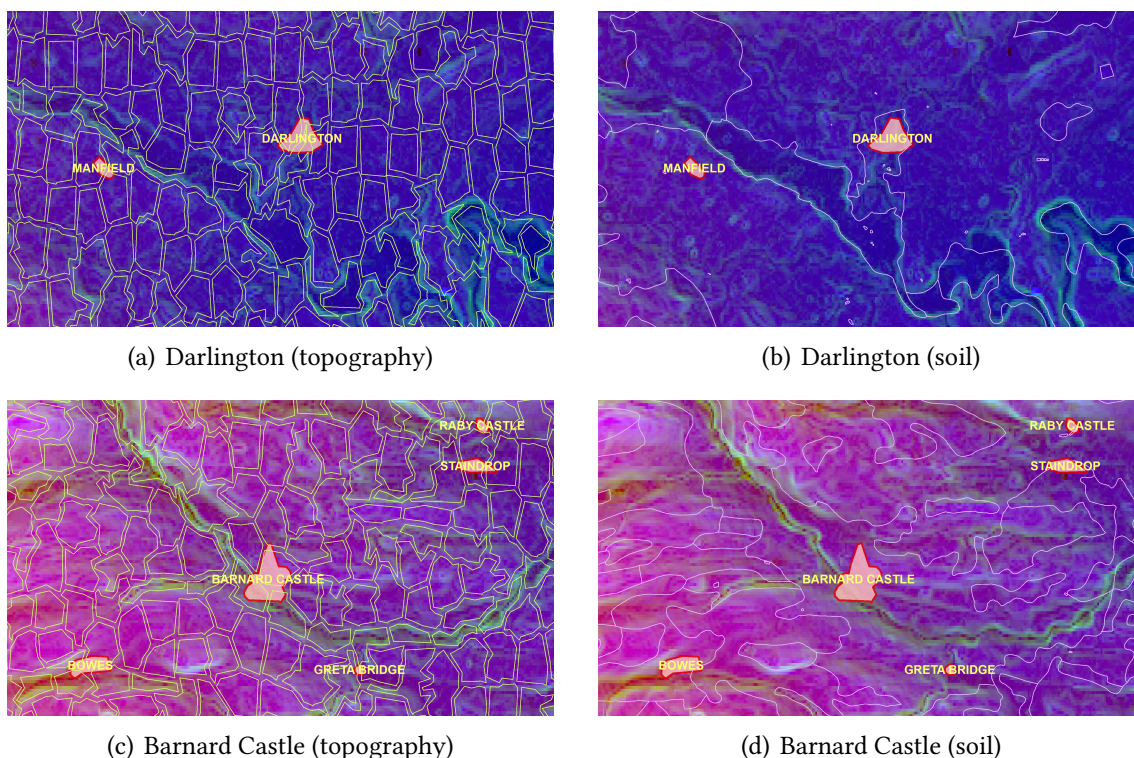 DARLINGTON
MANFIELD
DARLINGTON
MANFIELD
(a) Darlington (topography)
(b) Darlington (soil)
RABY CASTLE
STAINDROP
BARNARD CASTLE
BOWES
GRETA BRIDGE
RABY CASTLE
STAINDROP
BARNARD CASTLE
BOWES
GRETA BRIDGE
(c) Barnard Castle (topography)
(d) Barnard Castle (soil)